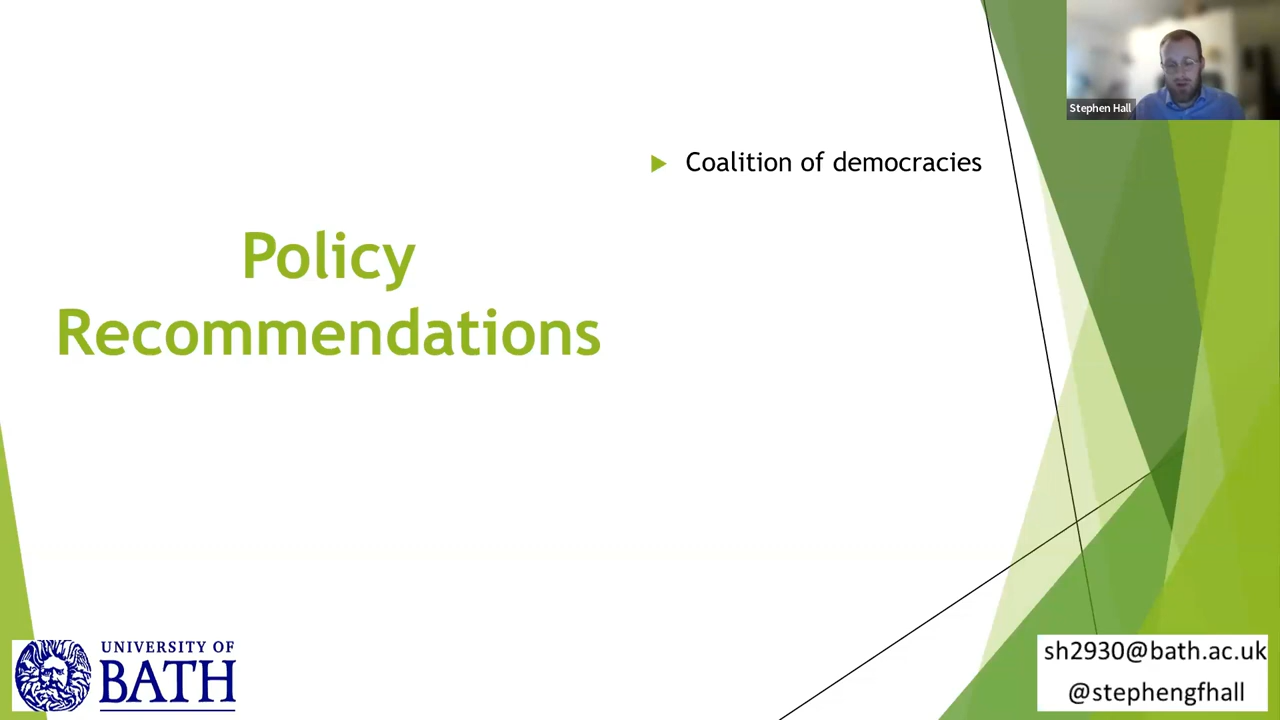 Stephen Hall
Coalition of democracies
Policy
Recommendations
UNIVERSITY OF
BATH
sh2930@bath.ac.uk
@stephengfhall